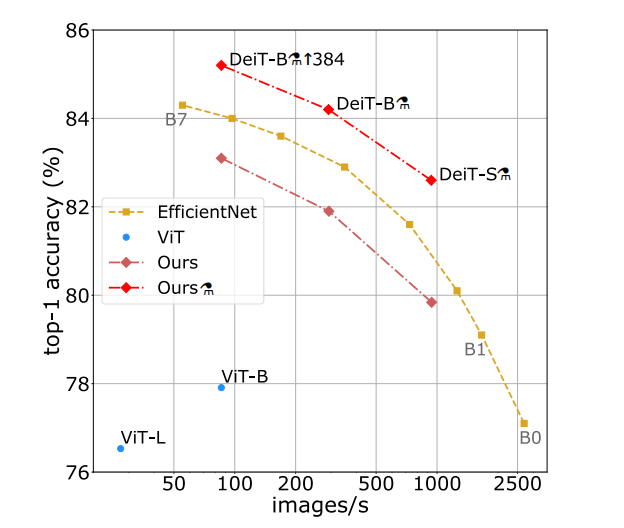 86
DeiT-B⚗↑384
DeiT-B⚗
84
B7
DeiT-S⚗
top-1 accuracy (%)
82
EfficientNet
ViT
Ours
Ours⚗
80
B1
78
ViT-B
ViT-L
B0
76
50 100 200 500 1000 2500
images/s